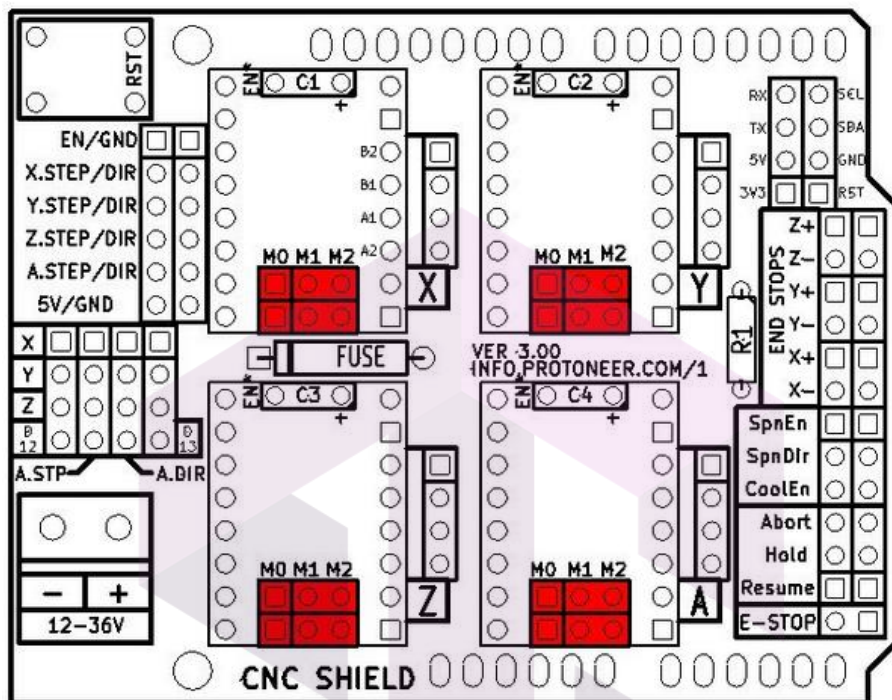 RST
EN*
C1
+
EN*
C2
+
RX
SCL
TX
SDA
5V
GND
3V3
RST
EN/GND
X.STEP/DIR
Y.STEP/DIR
Z.STEP/DIR
A.STEP/DIR
5V/GND
B2
B1
A1
A2
M0 M1 M2
X
M0 M1 M2
Y
END STOPS
Z+
Z-
Y+
Y-
X+
X-
R1
X
Y
Z
D
12
D
13
A.STP
A.DIR
FUSE
VER 3.00
INFO.PROTONEER.COM/1
EN*
C3
+
EN*
C4
+
SpnEn
SpnDir
CoolEn
Abort
Hold
Resume
E-STOP
- +
12-36V
M0 M1 M2
Z
M0 M1 M2
A
CNC SHIELD